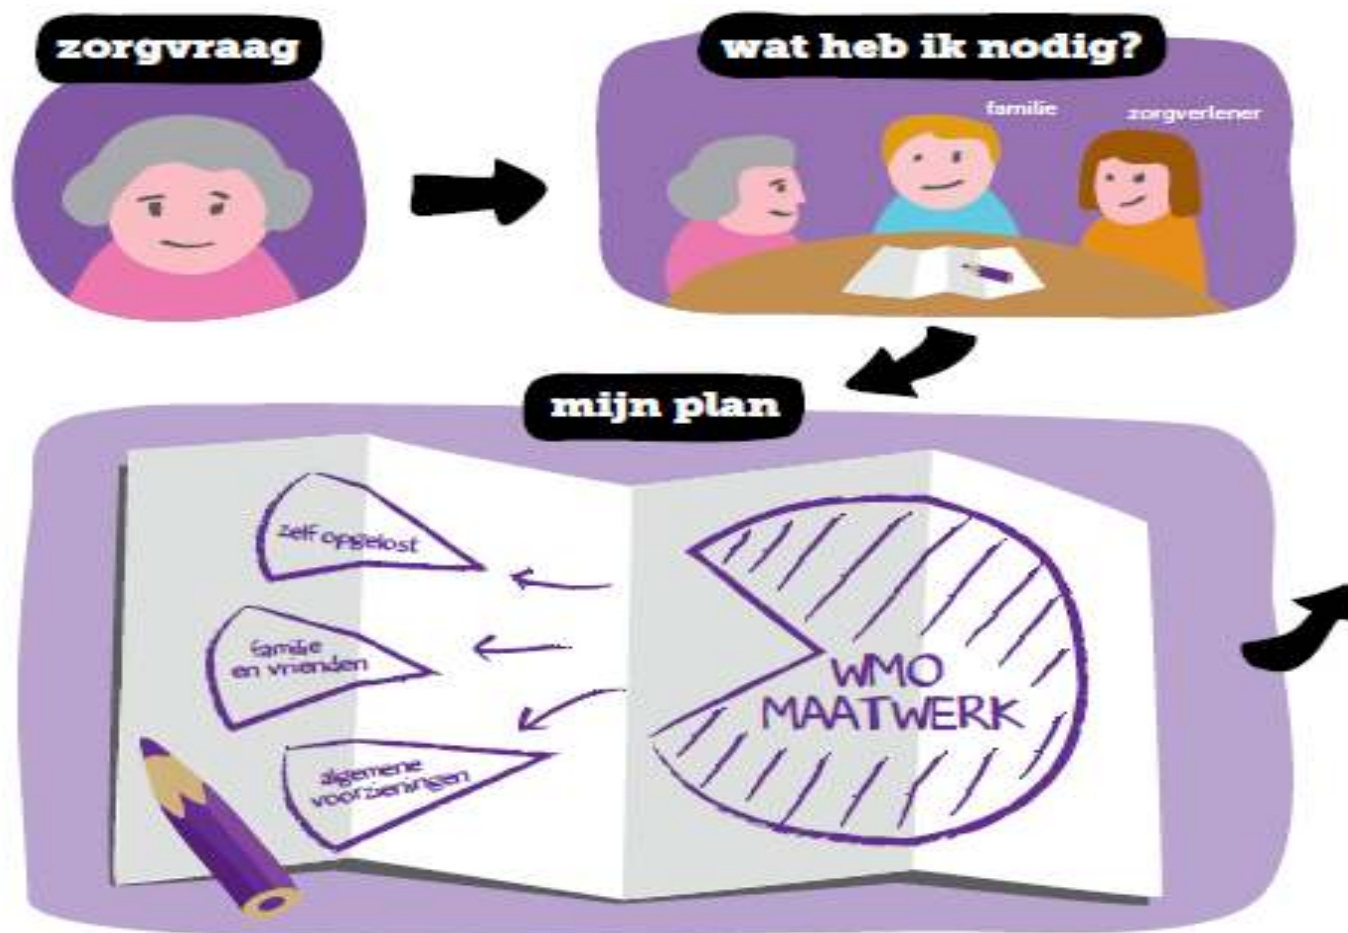 zorgvraag
wat heb ik nodig?
familie
zorgverlener
mijn plan
zelf opgelost
familie
en vrienden
algemene
voorzieningen
WMO
MAATWERK